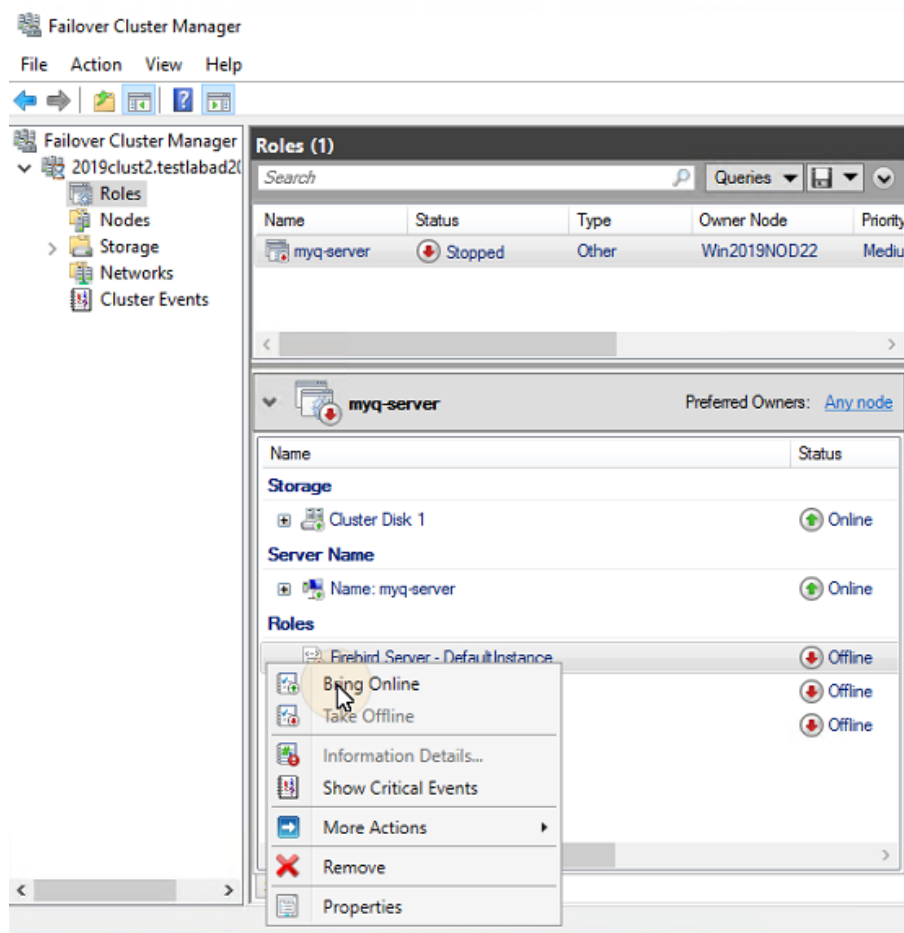 Failover Cluster Manager
File Action View Help
Failover Cluster Manager
2019clust2.testlabad2(
Roles
Nodes
Storage
Networks
Cluster Events
Roles (1)
Search
Queries
Name Status Type Owner Node Priority
myq-server Stopped Other Win2019NOD22 Mediu
myq-server Preferred Owners: Any node
Name Status
Storage
Cluster Disk 1 Online
Server Name
Name: myq-server Online
Roles
Firebird Server - DefaultInstance Offline
Bring Online
Offline
Take Offline
Offline
Information Details...
Show Critical Events
More Actions
Remove
Properties